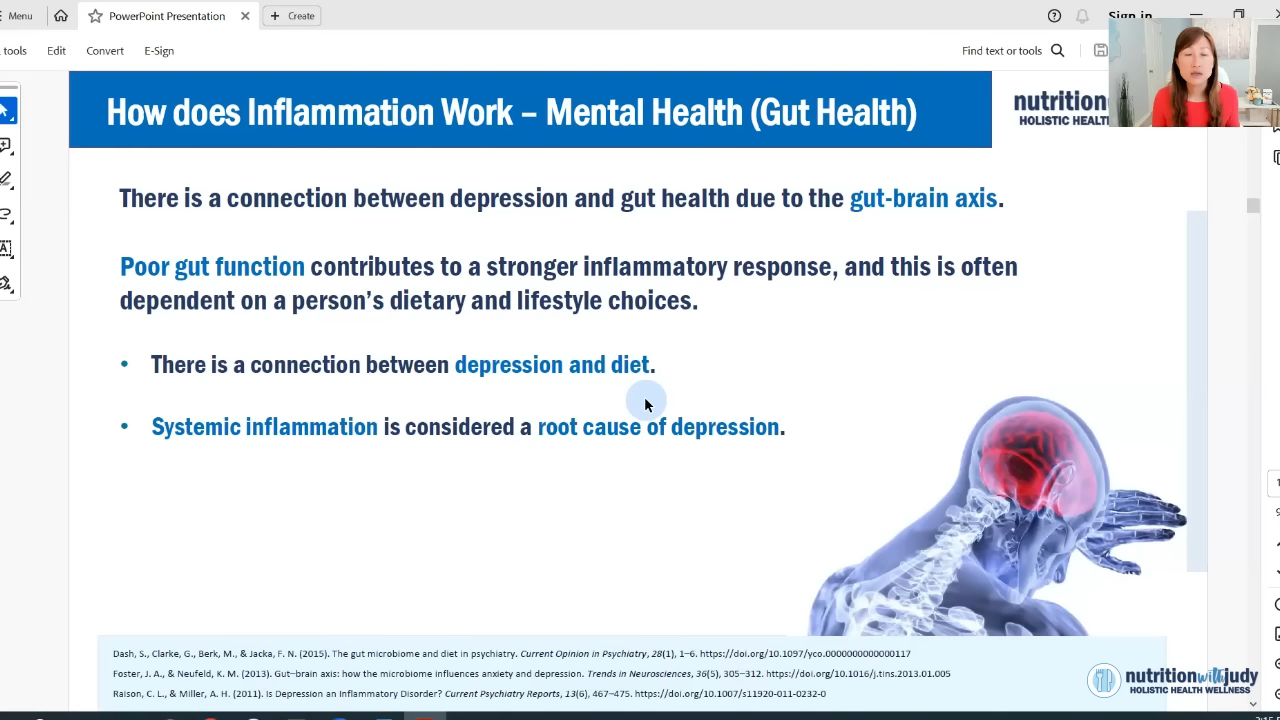 Menu
PowerPoint Presentation
Create
tools
Edit
Convert
E-Sign
Find text or tools
How does Inflammation Work – Mental Health (Gut Health)
HOLISTIC HEALTH
There is a connection between depression and gut health due to the gut-brain axis.
Poor gut function contributes to a stronger inflammatory response, and this is often
dependent on a person's dietary and lifestyle choices.
• There is a connection between depression and diet.
• Systemic inflammation is considered a root cause of depression.
Dash, S., Clarke, G., Berk, M., & Jacka, F. N. (2015). The gut microbiome and diet in psychiatry. Current Opinion in Psychiatry, 28(1), 1–6. https://doi.org/10.1097/yco.0000000000000117
Foster, J. A., & Neufeld, K. M. (2013). Gut–brain axis: how the microbiome influences anxiety and depression. Trends in Neurosciences, 36(5), 305–312. https://doi.org/10.1016/j.tins.2013.01.005
Raison, C. L., & Miller, A. H. (2011). Is Depression an Inflammatory Disorder? Current Psychiatry Reports, 13(6), 467–475. https://doi.org/10.1007/s11920-011-0232-0
nutritionwithjudy
HOLISTIC HEALTH WELLNESS